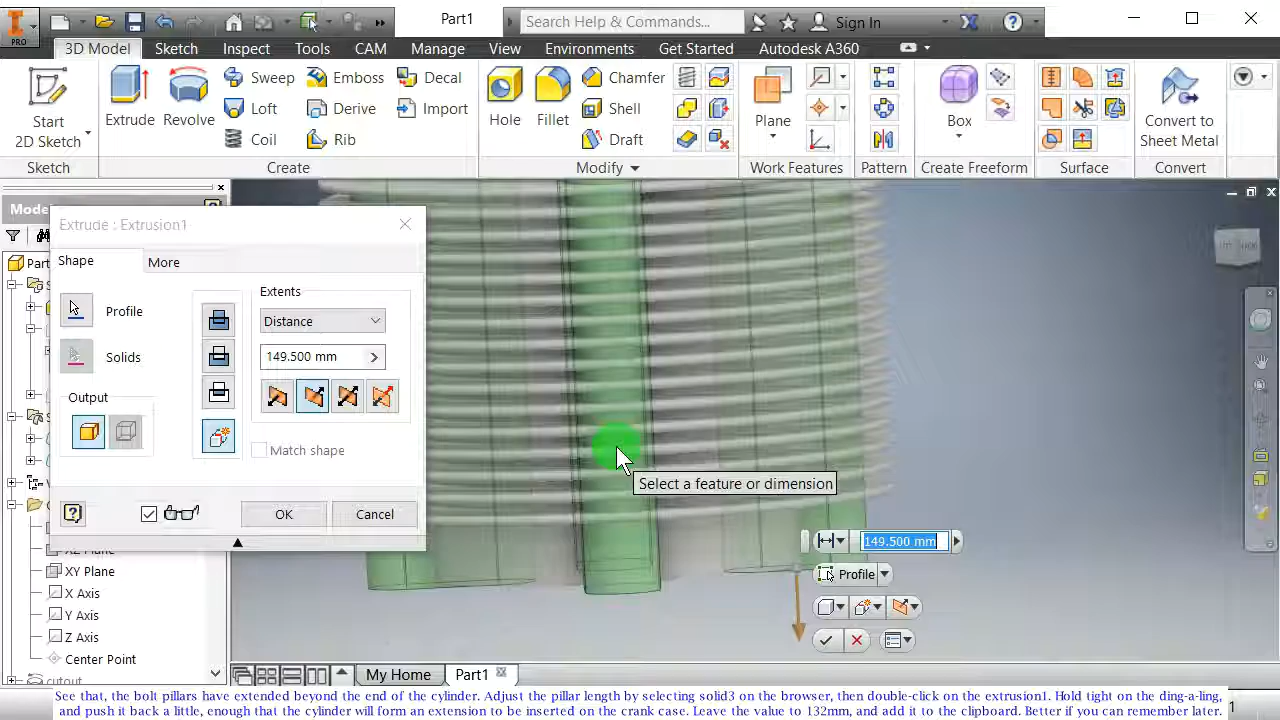 PRO
Part1
Search Help & Commands...
Sign In
3D Model Sketch Inspect Tools CAM Manage View Environments Get Started Autodesk A360
Start
2D Sketch
Extrude
Revolve
Sweep
Loft
Coil
Emboss
Derive
Rib
Decal
Import
Hole
Fillet
Chamfer
Shell
Draft
Plane
Box
Convert to
Sheet Metal
Sketch Create Modify Work Features Pattern Create Freeform Surface Convert
Extrude : Extrusion1
Shape More
Profile
Solids
Output
Extents
Distance
149.500 mm
Match shape
OK Cancel
Part
XY Plane
X Axis
Y Axis
Z Axis
Center Point
cutout
Select a feature or dimension
149.500 mm
Profile
My Home Part1
See that, the bolt pillars have extended beyond the end of the cylinder. Adjust the pillar length by selecting solid3 on the browser, then double-click on the extrusion1. Hold tight on the ding-a-ling,
and push it back a little, enough that the cylinder will form an extension to be inserted on the crank case. Leave the value to 132mm, and add it to the clipboard. Better if you can remember later.
1